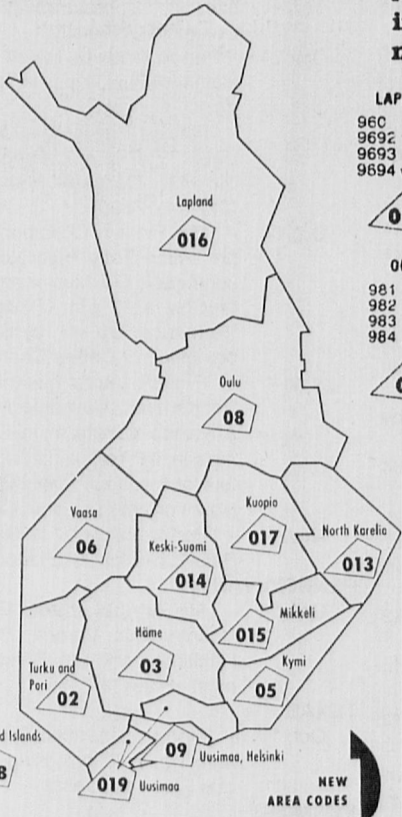 LAP
960
9692
9693
9694
Lapland
016
981
982
983
984
Oulu
08
Vaasa
06
Keski-Suomi
014
Kuopio
017
North Karelia
013
Mikkeli
015
Häme
03
Kymi
05
Turku and
Pori
02
Islands
09
Uusimaa, Helsinki
019
Uusimaa
NEW
AREA CODES